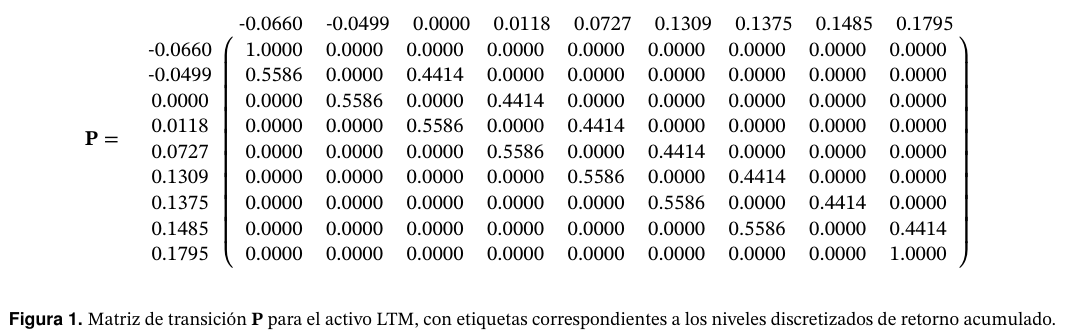 -0.0660 -0.0499 0.0000 0.0118 0.0727 0.1309 0.1375 0.1485 0.1795
-0.0660 1.0000 0.0000 0.0000 0.0000 0.0000 0.0000 0.0000 0.0000 0.0000
-0.0499 0.5586 0.0000 0.4414 0.0000 0.0000 0.0000 0.0000 0.0000 0.0000
0.0000 0.0000 0.5586 0.0000 0.4414 0.0000 0.0000 0.0000 0.0000 0.0000
0.0118 0.0000 0.0000 0.5586 0.0000 0.4414 0.0000 0.0000 0.0000 0.0000
P = 0.0727 0.0000 0.0000 0.0000 0.5586 0.0000 0.4414 0.0000 0.0000 0.0000
0.1309 0.0000 0.0000 0.0000 0.0000 0.5586 0.0000 0.4414 0.0000 0.0000
0.1375 0.0000 0.0000 0.0000 0.0000 0.0000 0.5586 0.0000 0.4414 0.0000
0.1485 0.0000 0.0000 0.0000 0.0000 0.0000 0.0000 0.5586 0.0000 0.4414
0.1795 0.0000 0.0000 0.0000 0.0000 0.0000 0.0000 0.0000 0.0000 1.0000
Figura 1. Matriz de transición P para el activo LTM, con etiquetas correspondientes a los niveles discretizados de retorno acumulado.